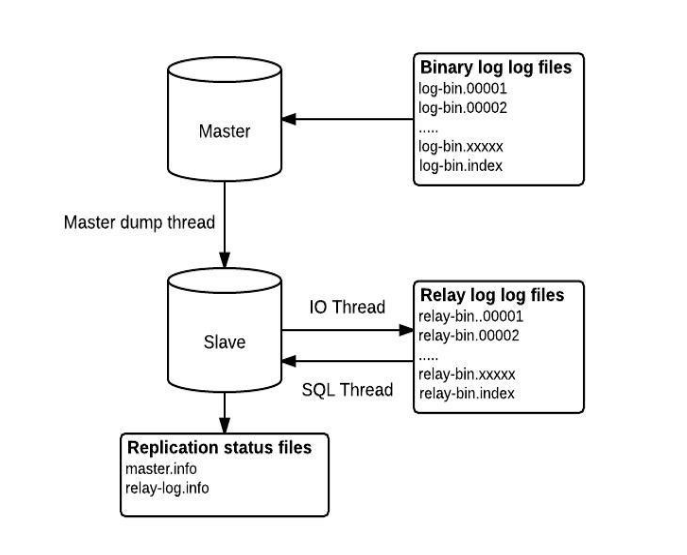 Binary log log files
log-bin.00001
log-bin.00002
.....
log-bin.xxxxx
log-bin.index
Master
Master dump thread
Slave
IO Thread
SQL Thread
Relay log log files
relay-bin..00001
relay-bin.00002
.....
relay-bin.xxxxx
relay-bin.index
Replication status files
master.info
relay-log.info